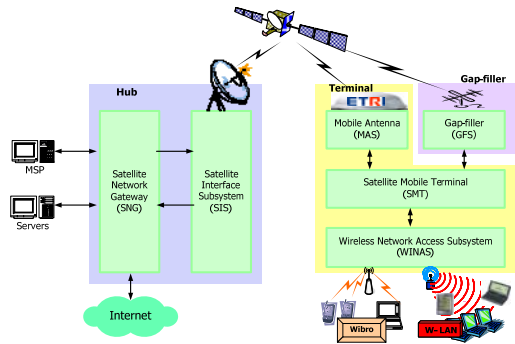 Hub
Terminal
Gap-filler
ETRI
Mobile Antenna
(MAS)
Gap-filler
(GFS)
MSP
Servers
Satellite
Network
Gateway
(SNG)
Satellite
Interface
Subsystem
(SIS)
Satellite Mobile Terminal
(SMT)
Wireless Network Access Subsystem
(WINAS)
Internet
Wibro
W-LAN